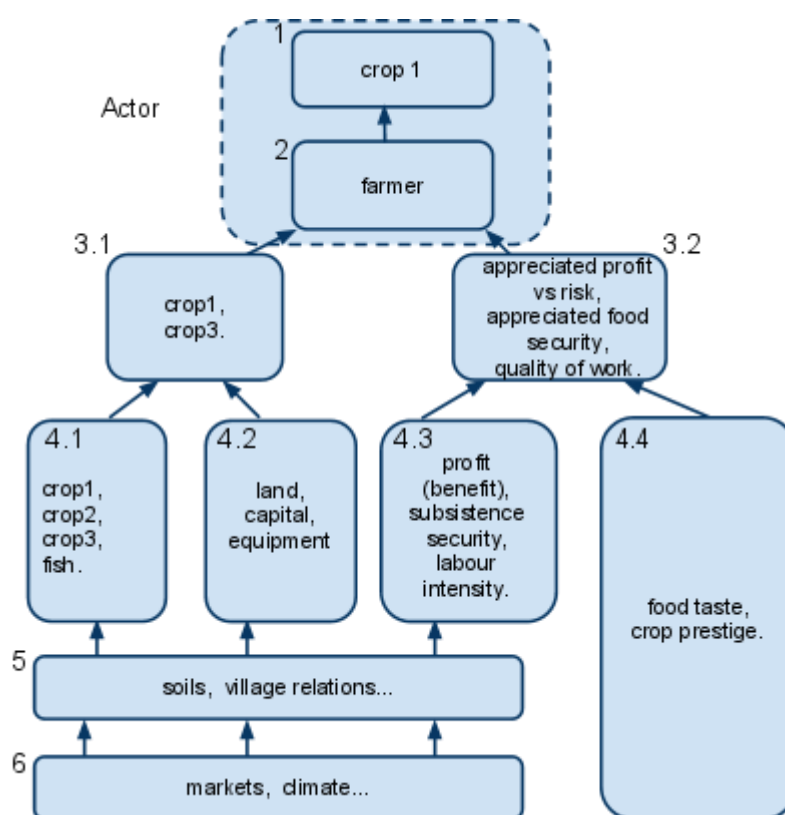 1
crop 1
Actor
2
farmer
3.1
3.2
crop1,
crop3.
appreciated profit
vs risk,
appreciated food
security,
quality of work.
4.1
crop1,
crop2,
crop3,
fish.
4.2
land,
capital,
equipment
4.3
profit
(benefit),
subsistence
security,
labour
intensity.
4.4
food taste,
crop prestige.
5
soils, village relations...
6
markets, climate...